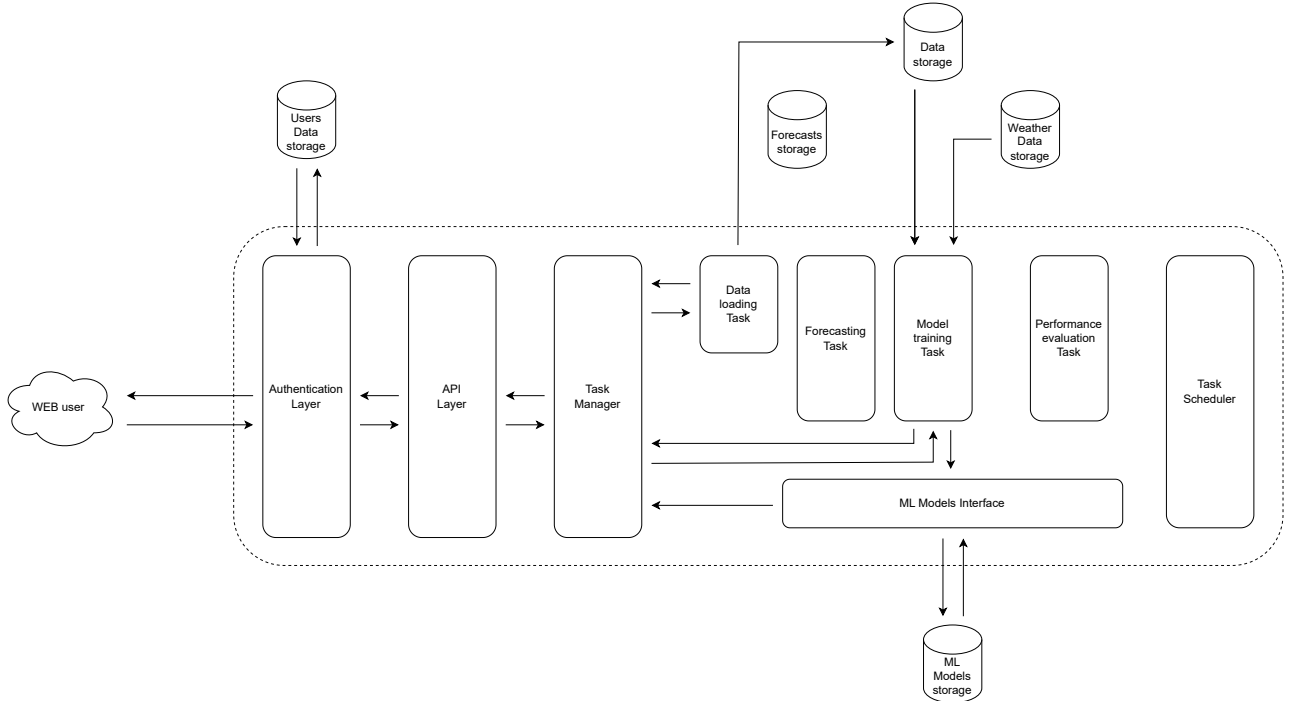 Data
storage
Users
Data
storage
Forecasts
storage
Weather
Data
storage
WEB user
Authentication
Layer
API
Layer
Task
Manager
Data
loading
Task
Forecasting
Task
Model
training
Task
Performance
evaluation
Task
Task
Scheduler
ML Models Interface
ML
Models
storage